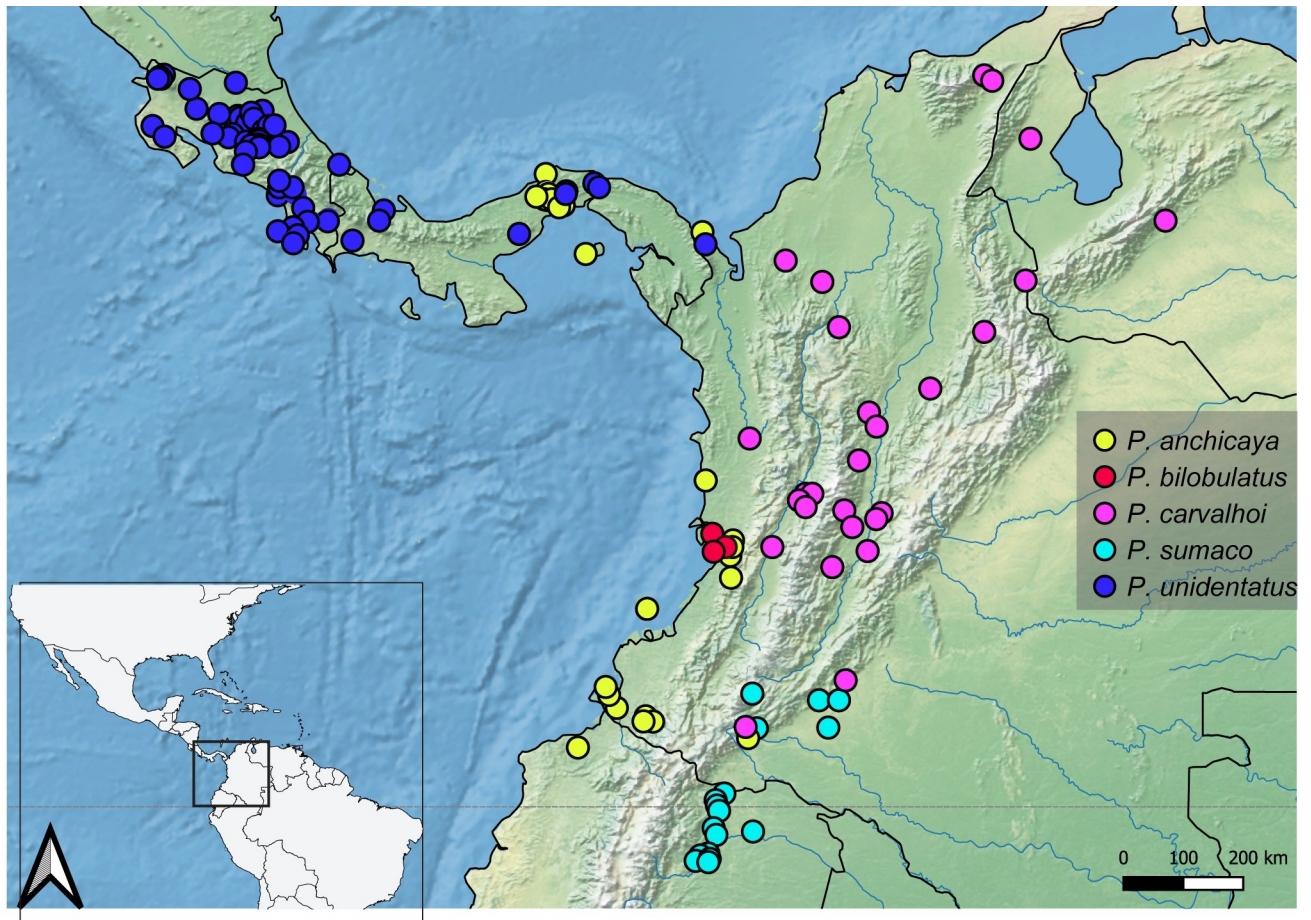 P. anchicaya
P. bilobulatus
P. carvalhoi
P. sumaco
P. unidentatus
0 100 200 km